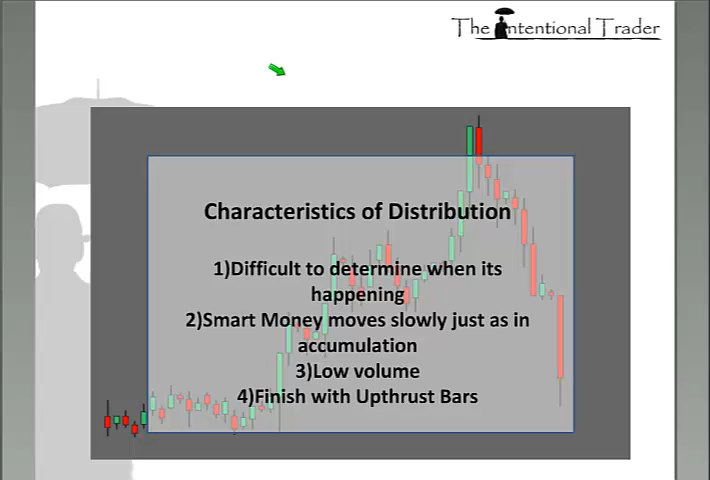 The Intentional Trader
Characteristics of Distribution
1)Difficult to determine when its
happening
2)Smart Money moves slowly just as in
accumulation
3)Low volume
4)Finish with Upthrust Bars